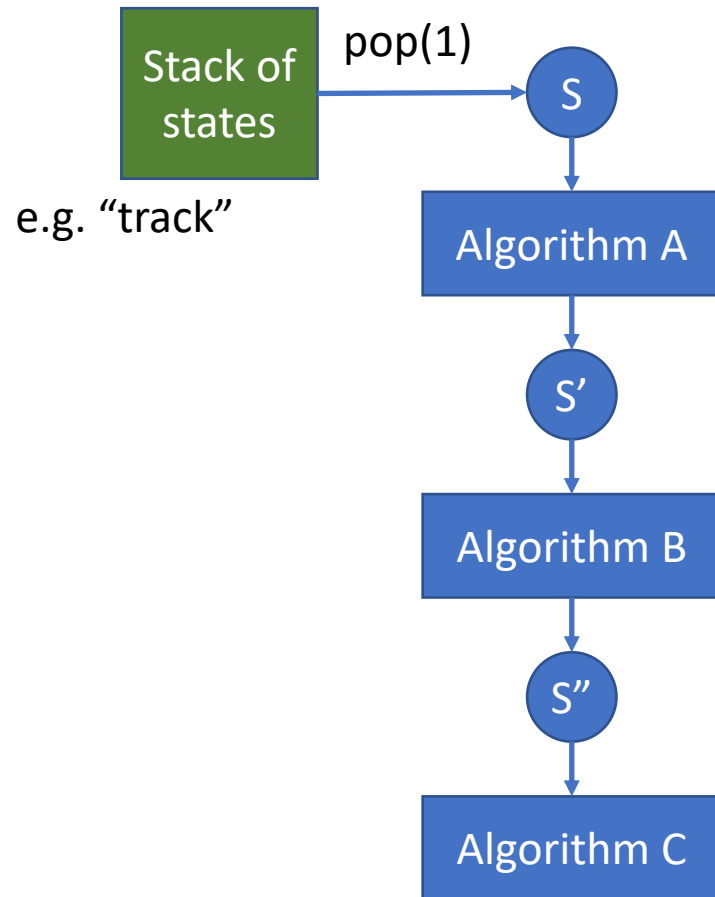 Stack of
states
pop(1)
S
e.g. “track”
Algorithm A
S’
Algorithm B
S”
Algorithm C